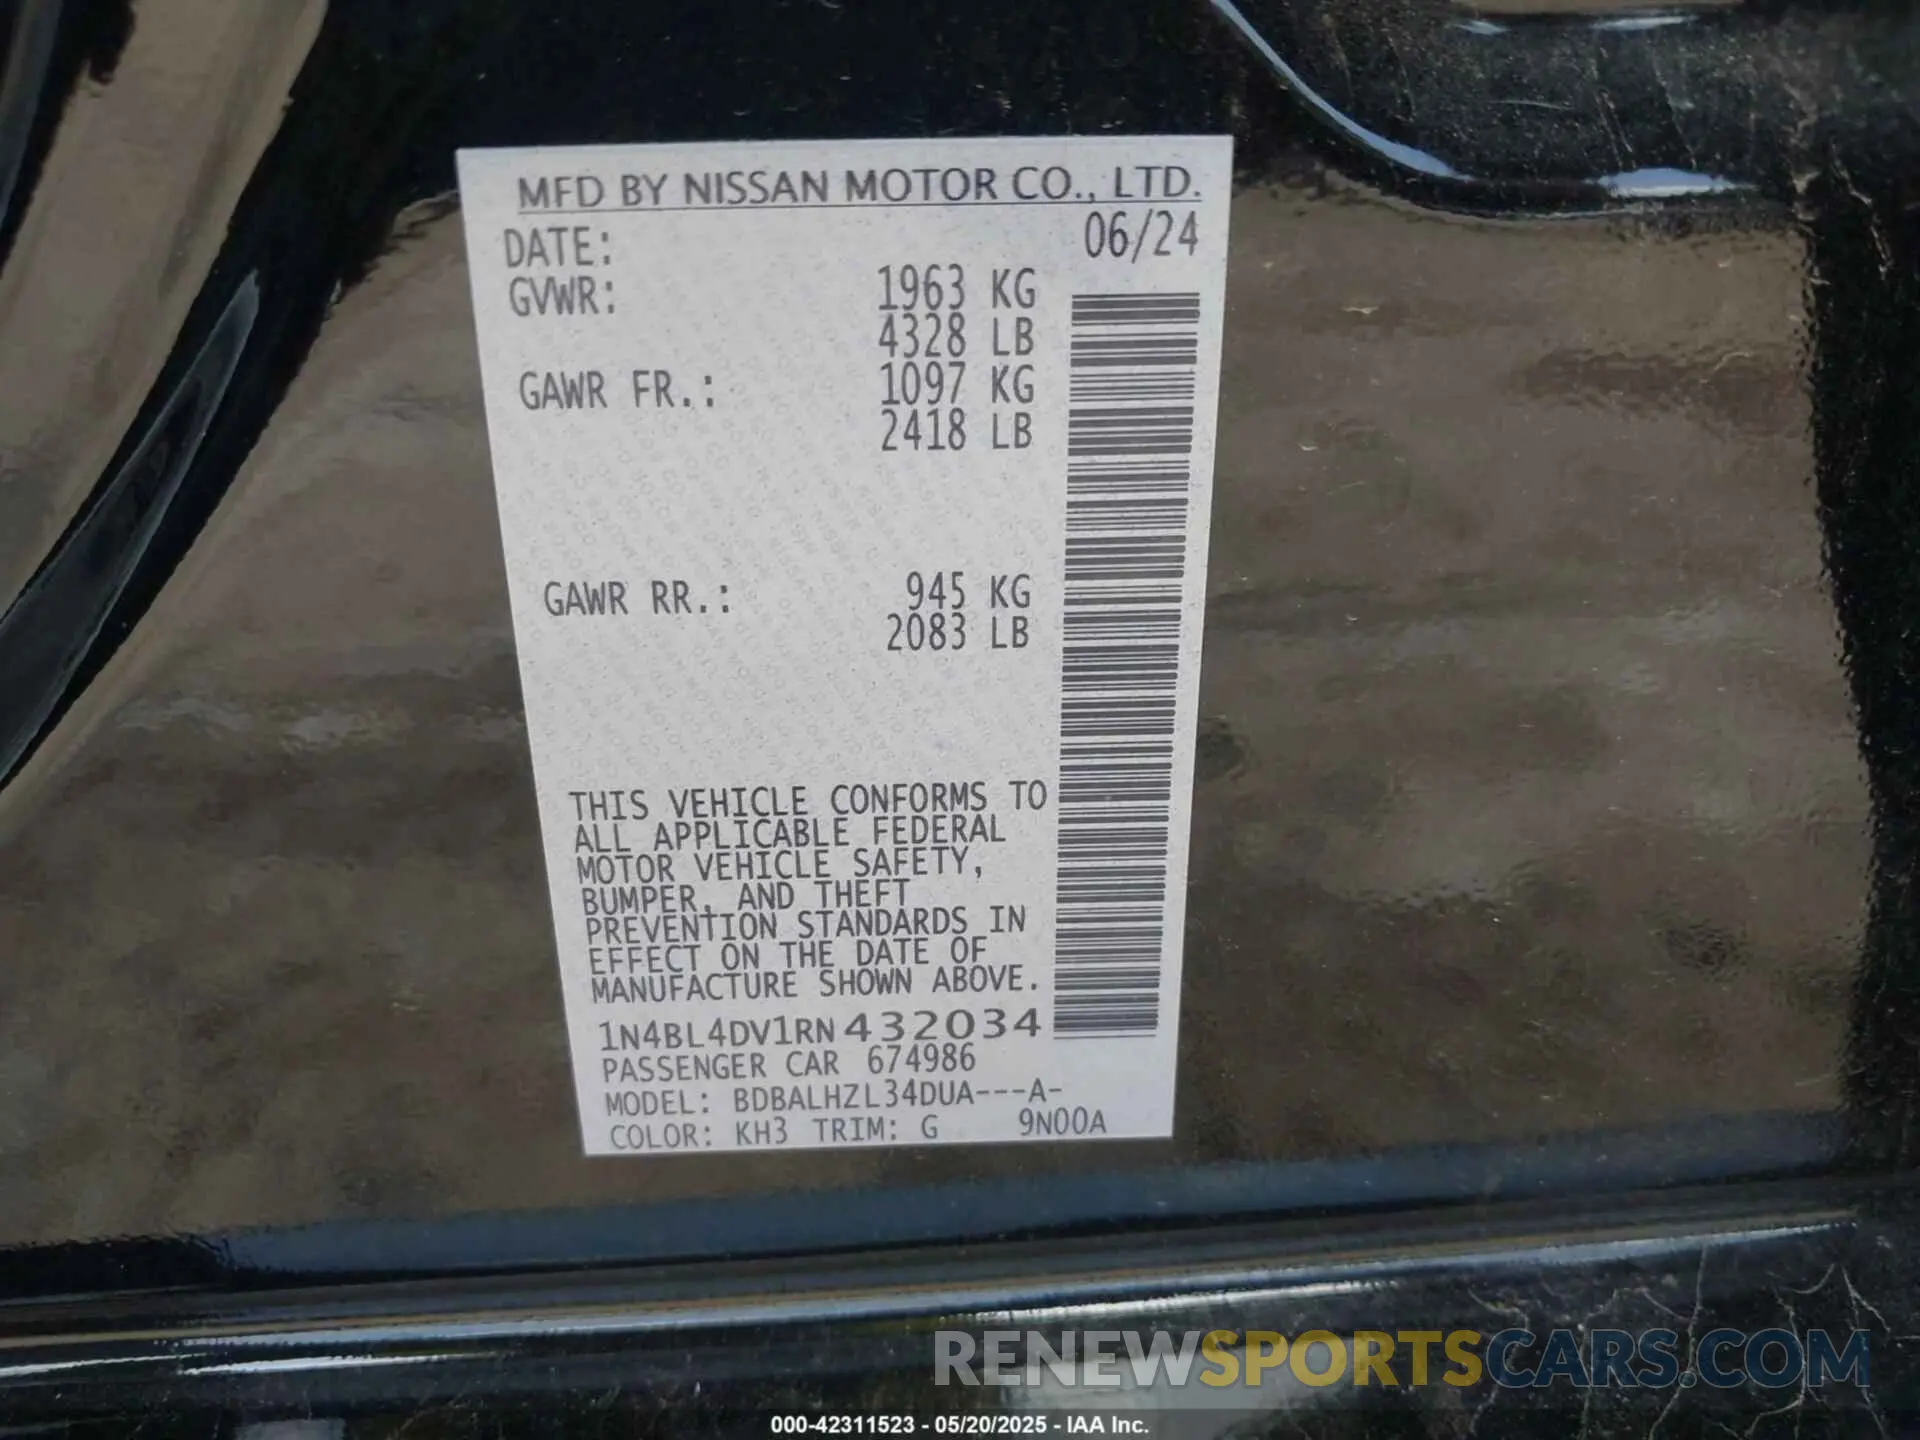 MFD BY NISSAN MOTOR CO., LTD.
DATE: 06/24
GVWR: 1963 KG
4328 LB
GAWR FR.: 1097 KG
2418 LB
GAWR RR.: 945 KG
2083 LB
THIS VEHICLE CONFORMS TO
ALL APPLICABLE FEDERAL
MOTOR VEHICLE SAFETY,
BUMPER, AND THEFT
PREVENTION STANDARDS IN
EFFECT ON THE DATE OF
MANUFACTURE SHOWN ABOVE.
1N4BL4DV1RN432034
PASSENGER CAR 674986
MODEL: BDBALHZL34DUA---A-
COLOR: KH3 TRIM: G 9N00A
RENEWSPORTSCARS.COM
000-42311523 - 05/20/2025 - IAA Inc.